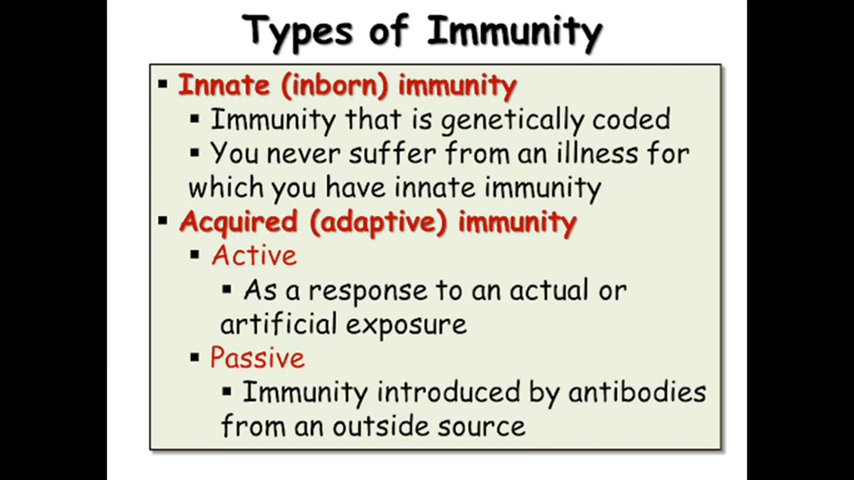 Types of Immunity
▪ Innate (inborn) immunity
▪ Immunity that is genetically coded
▪ You never suffer from an illness for
which you have innate immunity
▪ Acquired (adaptive) immunity
▪ Active
▪ As a response to an actual or
artificial exposure
▪ Passive
▪ Immunity introduced by antibodies
from an outside source